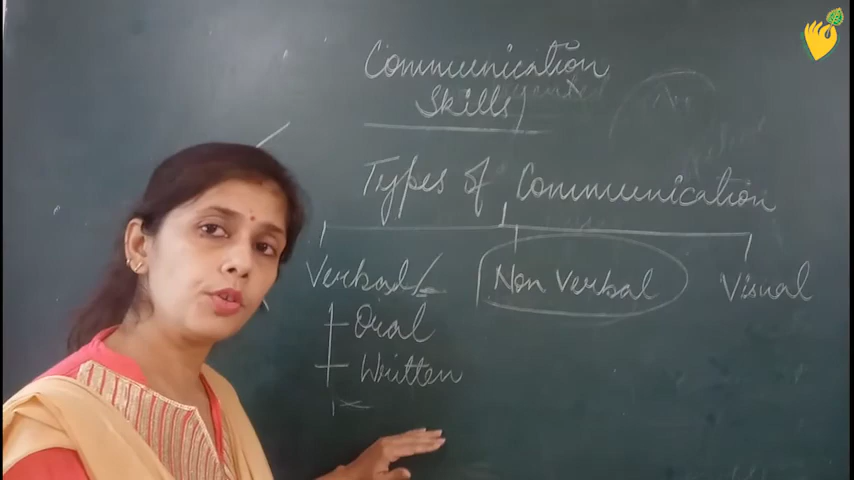 Communication
Skills
Types of Communication
Verbal
Non Verbal
Visual
Oral
Written